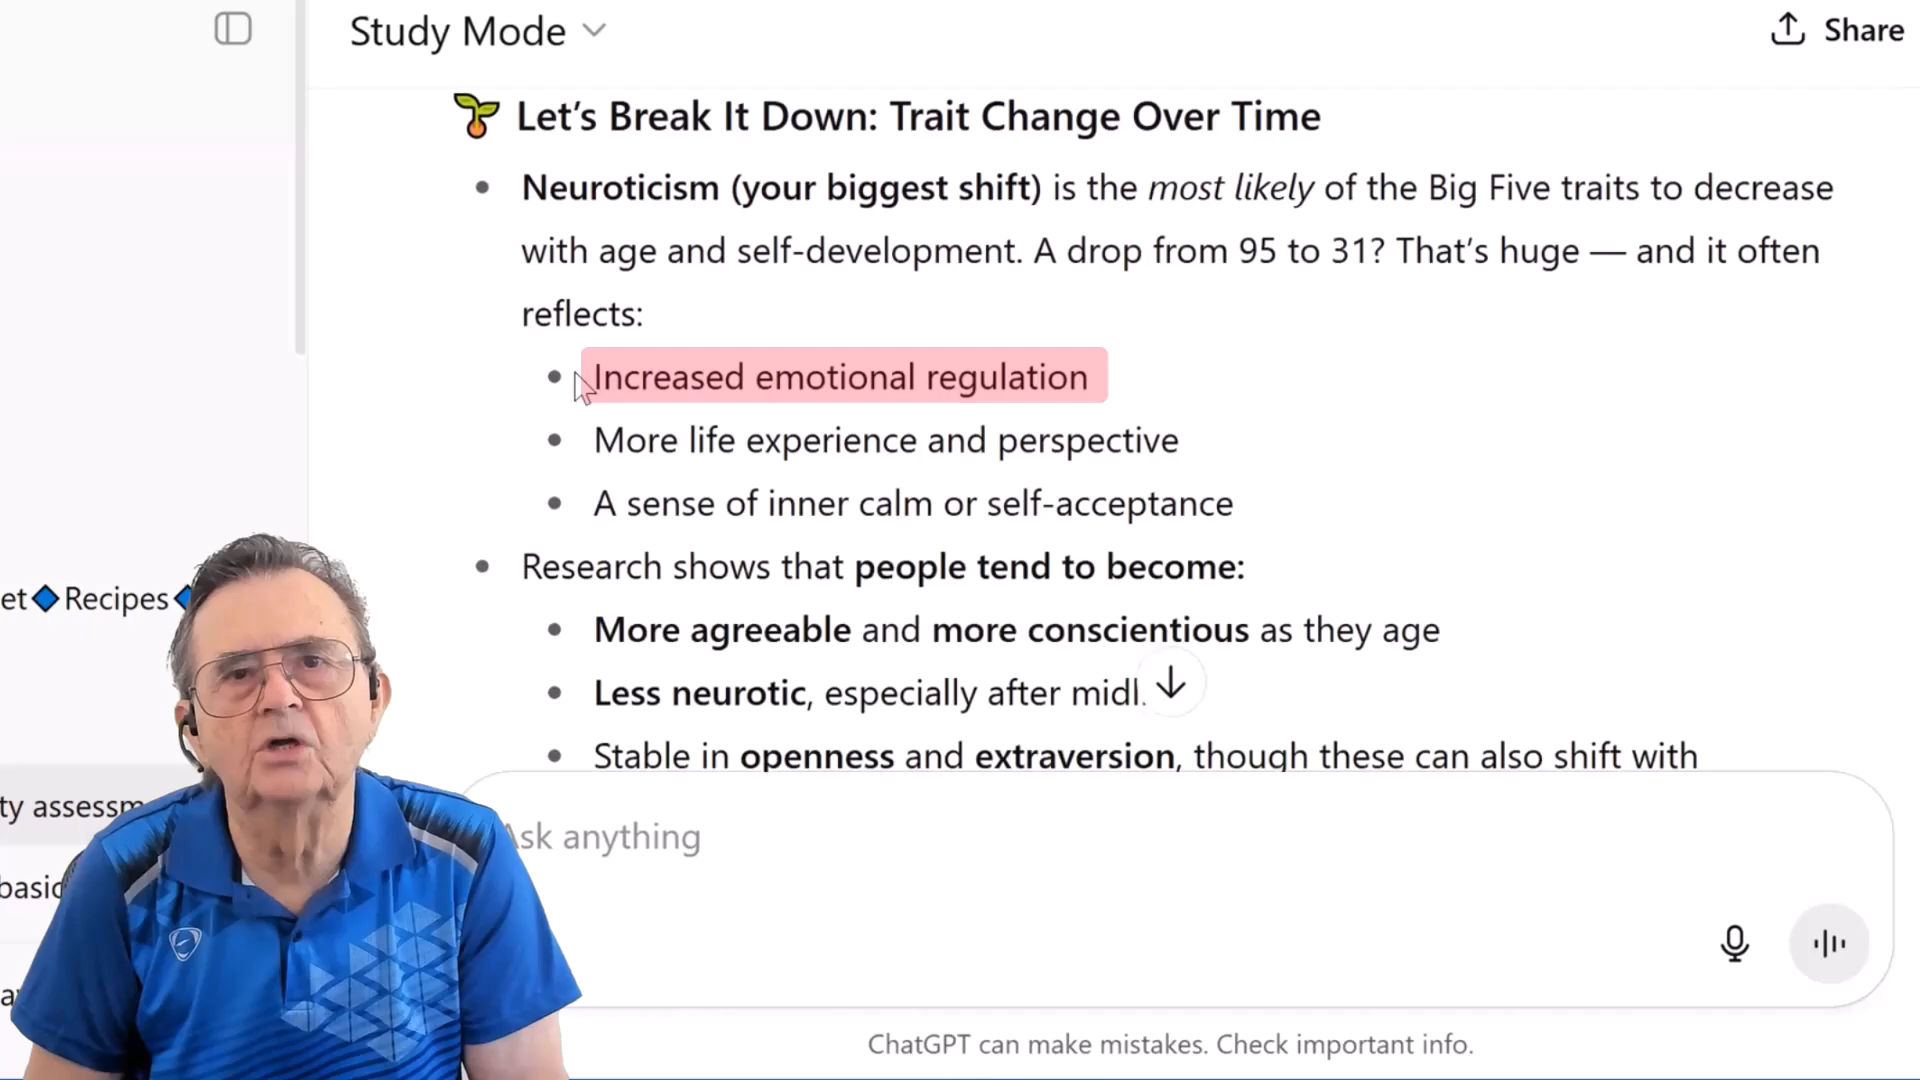 Study Mode
Share
Let's Break It Down: Trait Change Over Time
Neuroticism (your biggest shift) is the most likely of the Big Five traits to decrease
with age and self-development. A drop from 95 to 31? That's huge — and it often
reflects:
Increased emotional regulation
More life experience and perspective
A sense of inner calm or self-acceptance
Research shows that people tend to become:
et🔷Recipes
More agreeable and more conscientious as they age
Less neurotic, especially after midl
Stable in openness and extraversion, though these can also shift with
ty assessm
Ask anything
basic
ChatGPT can make mistakes. Check important info.